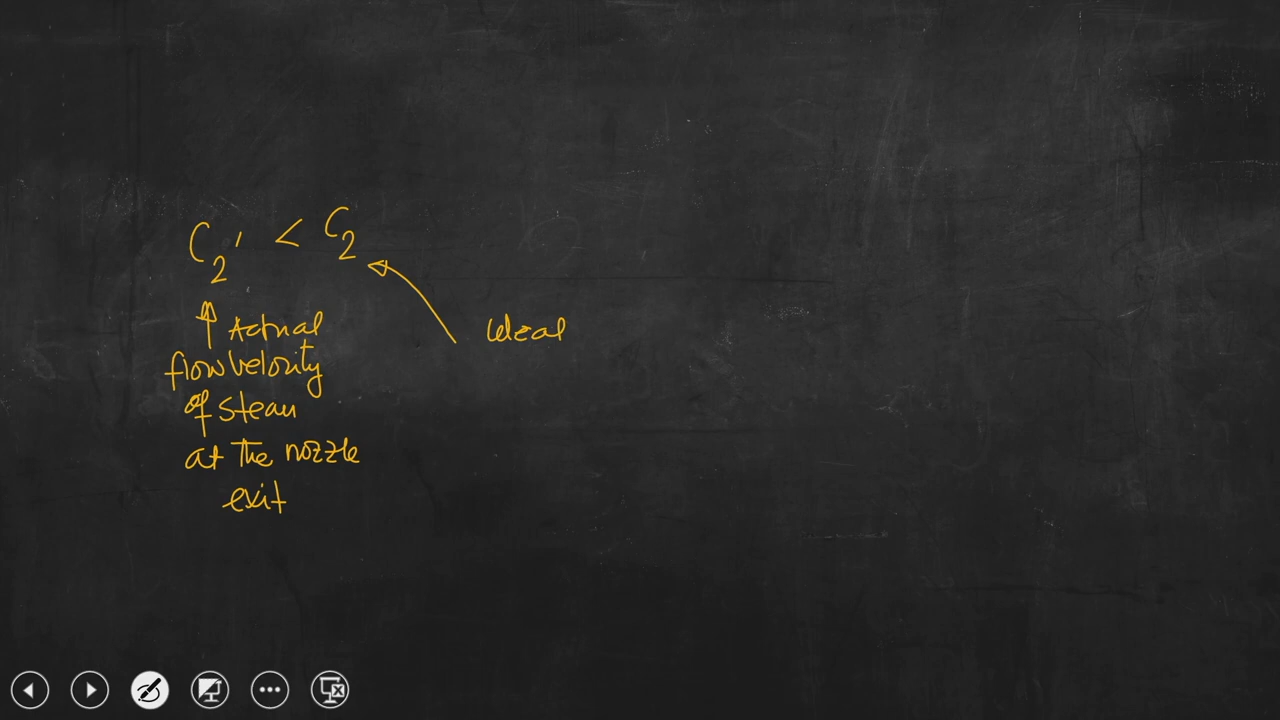 C₂' < C₂
Actual
flow velocity
of steam
at the nozzle
exit
Ideal